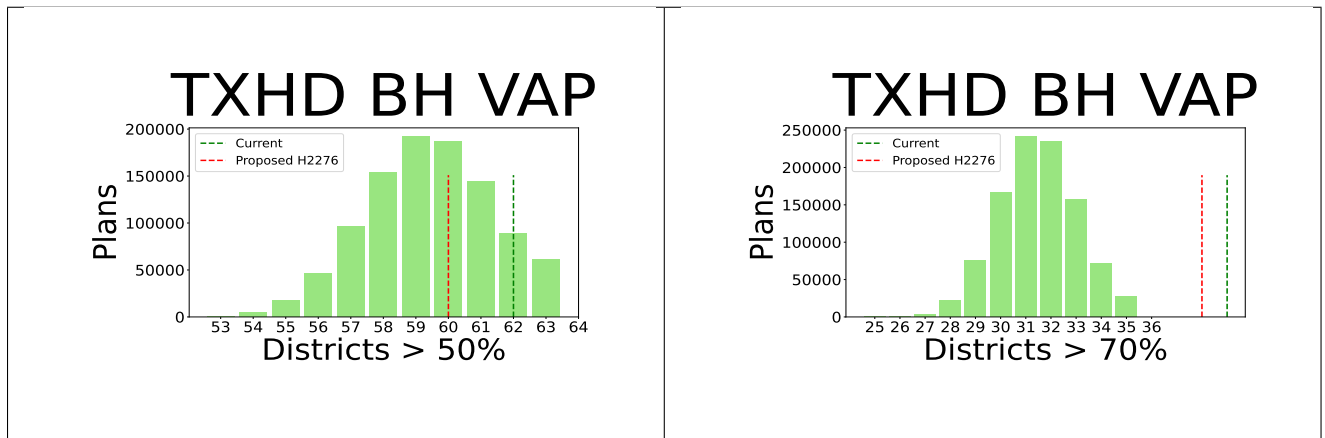 TXHD BH VAP
Current
Proposed H2276
200000
150000
100000
50000
0
Plans
53 54 55 56 57 58 59 60 61 62 63 64
Districts > 50%
TXHD BH VAP
Current
Proposed H2276
250000
200000
150000
100000
50000
0
Plans
25 26 27 28 29 30 31 32 33 34 35 36
Districts > 70%